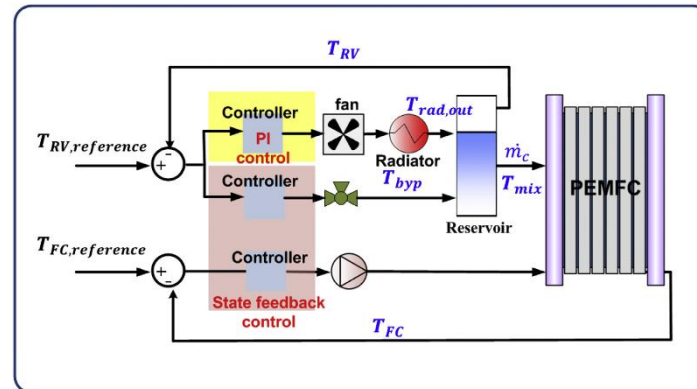 T_RV
Controller
fan
T_rad,out
T_RV,reference
PI
control
Radiator
ṁ_C
Controller
T_byp
T_mix
PEMFC
Reservoir
T_FC,reference
Controller
State feedback
control
T_FC
+
-
+
-